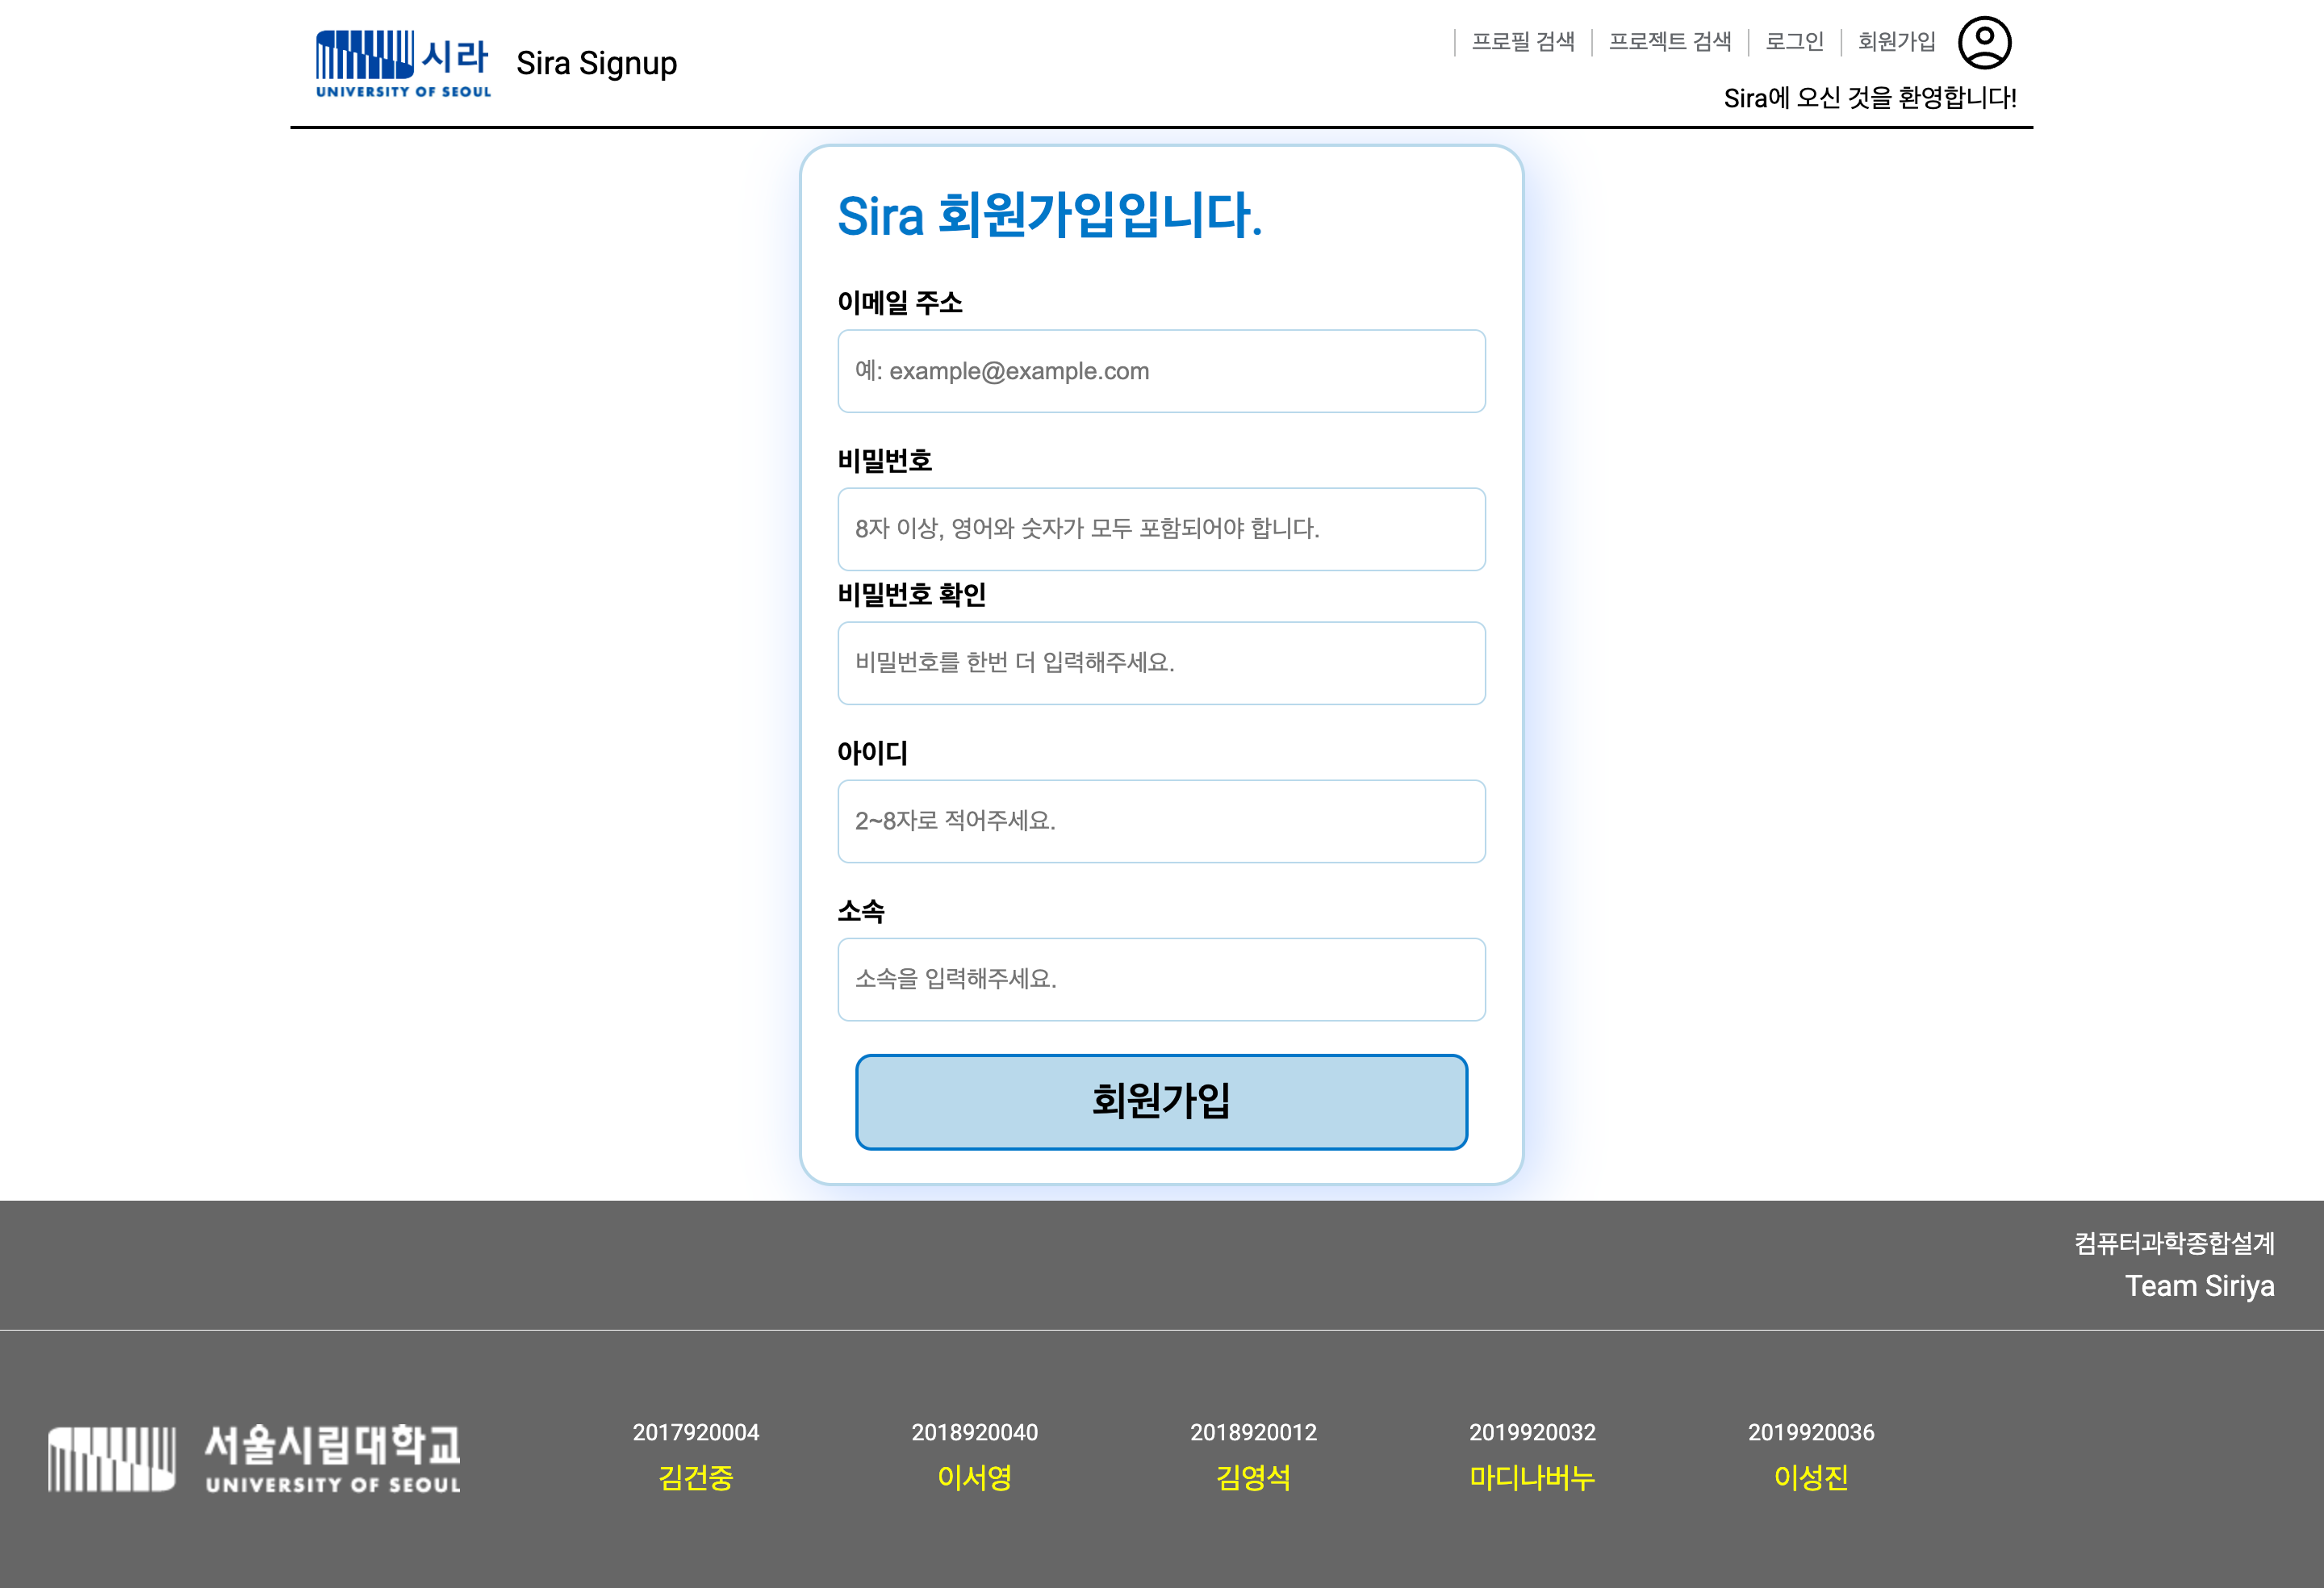 시라
UNIVERSITY OF SEOUL
Sira Signup
프로필 검색
프로젝트 검색
로그인
회원가입
Sira에 오신 것을 환영합니다!
Sira 회원가입입니다.
이메일 주소
예: example@example.com
비밀번호
8자 이상, 영어와 숫자가 모두 포함되어야 합니다.
비밀번호 확인
비밀번호를 한번 더 입력해주세요.
아이디
2~8자로 적어주세요.
소속
소속을 입력해주세요.
회원가입
컴퓨터과학종합설계
Team Siriya
서울시립대학교
UNIVERSITY OF SEOUL
2017920004
김건중
2018920040
이서영
2018920012
김영석
2019920032
마디나버누
2019920036
이성진